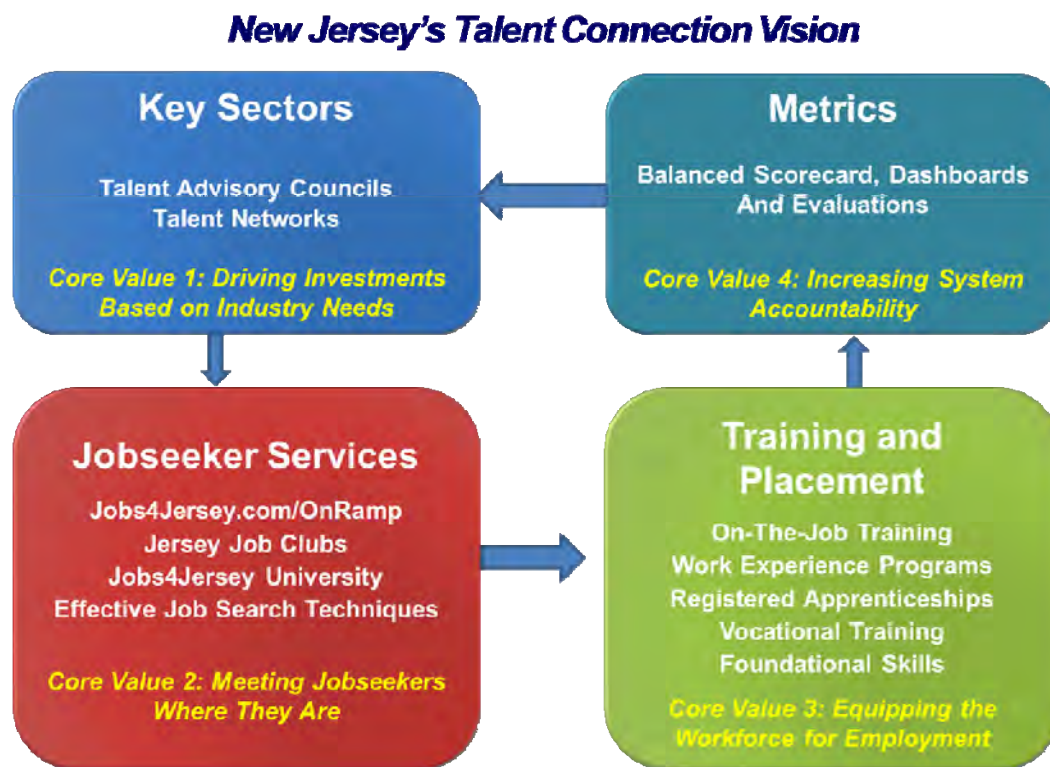 New Jersey's Talent Connection Vision
Key Sectors
Talent Advisory Councils
Talent Networks
Core Value 1: Driving Investments
Based on Industry Needs
Metrics
Balanced Scorecard, Dashboards
And Evaluations
Core Value 4: Increasing System
Accountability
Jobseeker Services
Jobs4Jersey.com/OnRamp
Jersey Job Clubs
Jobs4Jersey University
Effective Job Search Techniques
Core Value 2: Meeting Jobseekers
Where They Are
Training and
Placement
On-The-Job Training
Work Experience Programs
Registered Apprenticeships
Vocational Training
Foundational Skills
Core Value 3: Equipping the
Workforce for Employment